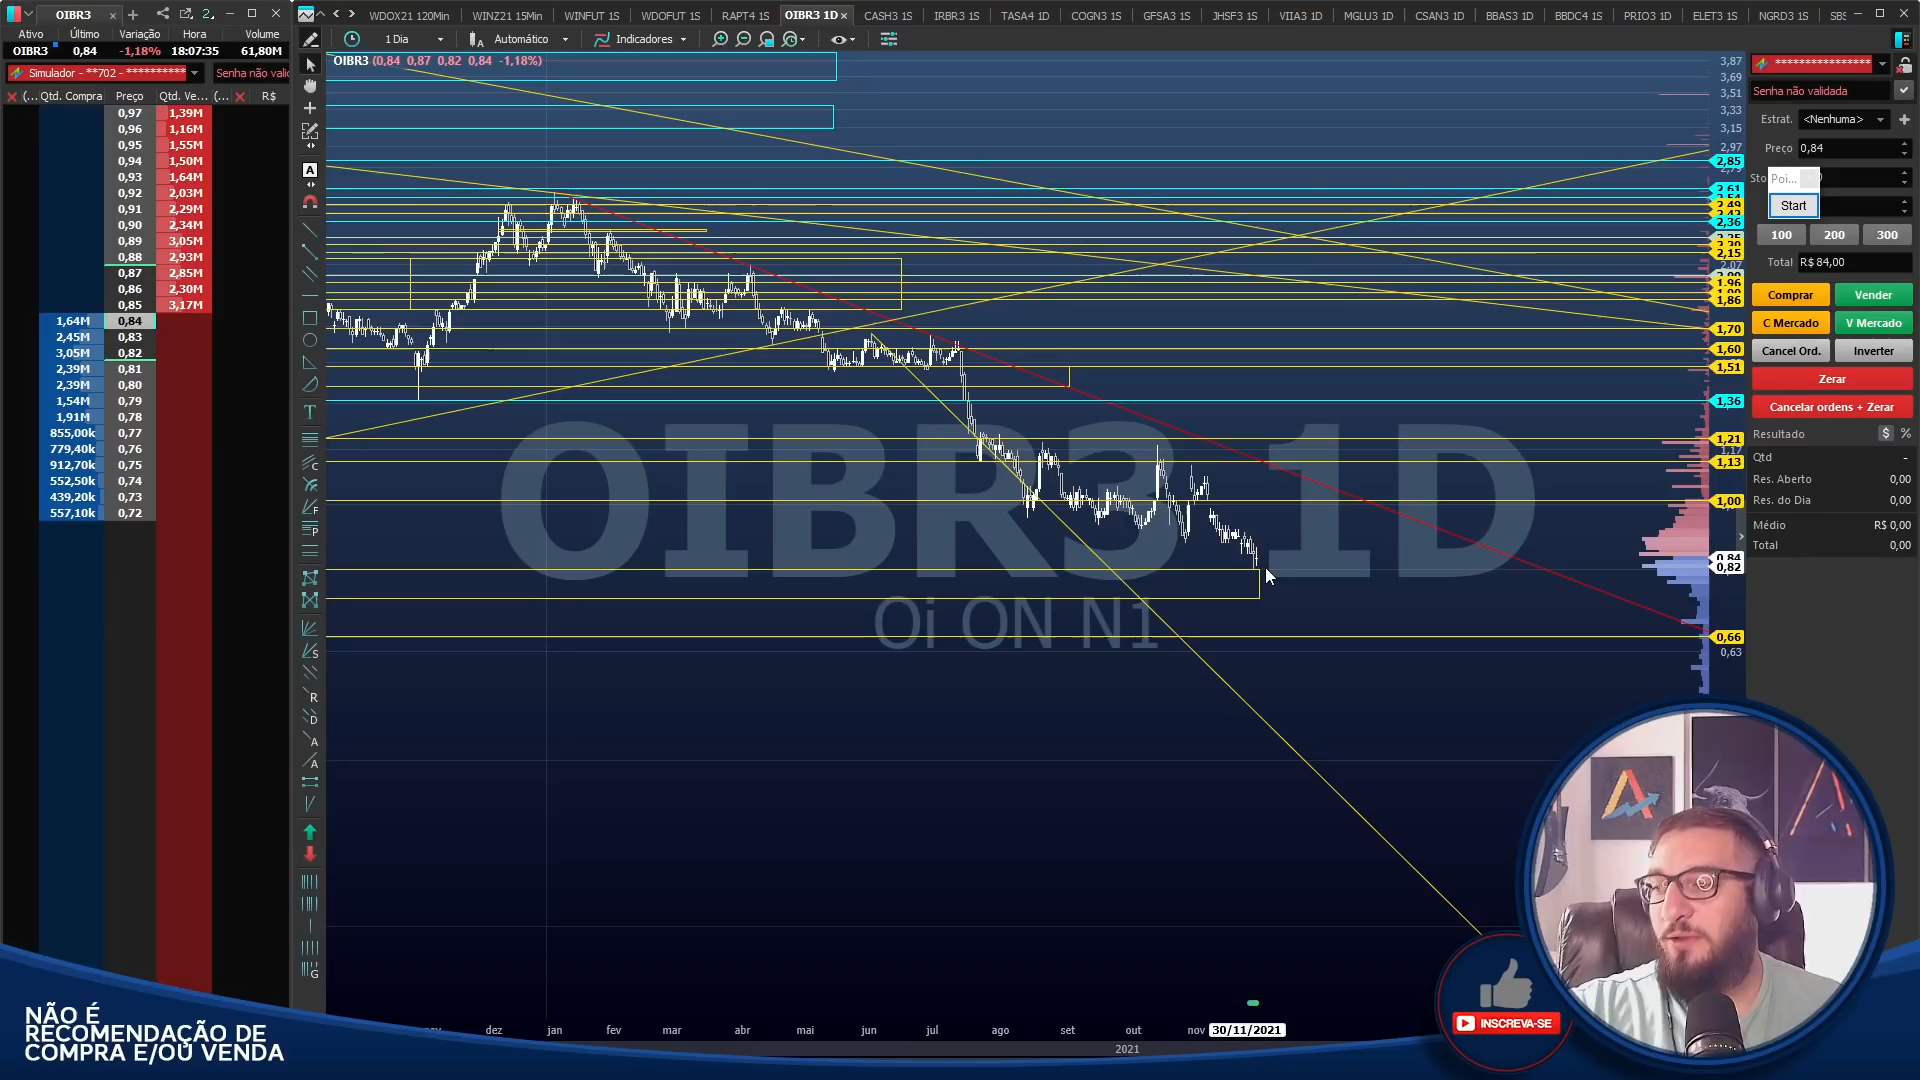 OIBR3
2
Ativo Último Variação Hora Volume
OIBR3 0,84 -1,18% 18:07:35 61,80M
Simulador - **702 - ********** Senha não valid
(... Qtd. Compra Preço Qtd. Ve... (... R$
0,97 1,39M
0,96 1,16M
0,95 1,55M
0,94 1,50M
0,93 1,64M
0,92 2,03M
0,91 2,29M
0,90 2,34M
0,89 3,05M
0,88 2,93M
0,87 2,85M
0,86 2,30M
0,85 3,17M
1,64M 0,84
2,45M 0,83
3,05M 0,82
2,39M 0,81
2,39M 0,80
1,54M 0,79
1,91M 0,78
855,00k 0,77
779,40k 0,76
912,70k 0,75
552,50k 0,74
439,20k 0,73
557,10k 0,72
WDOX21 120Min WINZ21 15Min WINFUT 1S WDOFUT 1S RAPT4 1S OIBR3 1D CASH3 1S IRBR3 1S TASA4 1D COGN3 1S GFSA3 1S JHSF3 1S VIIA3 1D MGLU3 1D CSAN3 1D BBAS3 1D BBDC4 1S PRIO3 1D ELET3 1S NGRD3 1S SBS
1 Dia Automático Indicadores
OIBR3 (0,84 0,87 0,82 0,84 -1,18%)
OIBR3 1D
Oi ON N1
3,87
3,69
3,51
3,33
3,15
2,97
2,85
2,61
2,49
2,36
2,15
1,96
1,86
1,70
1,60
1,51
1,36
1,21
1,17
1,13
1,00
0,84
0,82
0,66
0,63
dez jan fev mar abr mai jun jul ago set out nov 30/11/2021
2021
****************
Senha não validada
Estrat. <Nenhuma>
Preço 0,84
Sto Poi...
Start
100 200 300
Total R$ 84,00
Comprar Vender
C Mercado V Mercado
Cancel Ord. Inverter
Zerar
Cancelar ordens + Zerar
Resultado $ %
Qtd -
Res. Aberto 0,00
Res. do Dia 0,00
Médio R$ 0,00
Total 0,00
NÃO É
RECOMENDAÇÃO DE
COMPRA E/OU VENDA
INSCREVA-SE